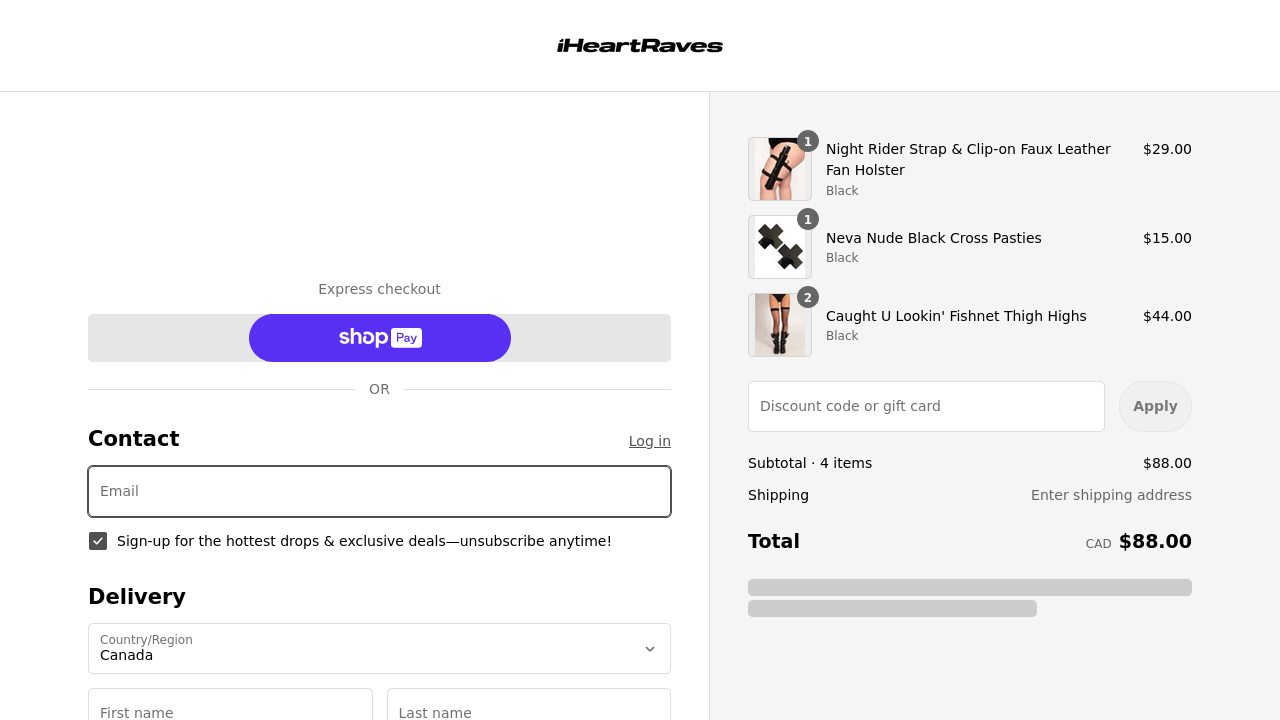 iHeartRaves
Express checkout
shop Pay
OR
Contact
Log in
Email
Sign-up for the hottest drops & exclusive deals—unsubscribe anytime!
Delivery
Country/Region
Canada
First name
Last name
1
Night Rider Strap & Clip-on Faux Leather
Fan Holster
Black
$29.00
1
Neva Nude Black Cross Pasties
Black
$15.00
2
Caught U Lookin' Fishnet Thigh Highs
Black
$44.00
Discount code or gift card
Apply
Subtotal · 4 items
$88.00
Shipping
Enter shipping address
Total
CAD $88.00